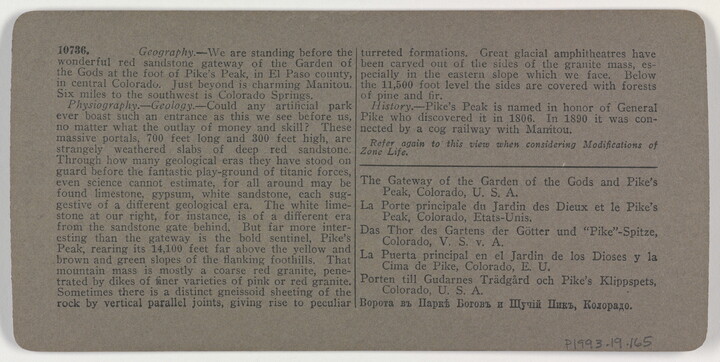 10736. Geography.—We are standing before the
wonderful red sandstone gateway of the Garden of
the Gods at the foot of Pike's Peak, in El Paso county,
in central Colorado. Just beyond is charming Manitou.
Six miles to the southwest is Colorado Springs.
Physiography.—Geology.—Could any artificial park
ever boast such an entrance as this we see before us,
no matter what the outlay of money and skill? These
massive portals, 700 feet long and 300 feet high, are
strangely weathered slabs of deep red sandstone.
Through how many geological eras they have stood on
guard before the fantastic play-ground of titanic forces,
even science cannot estimate, for all around may be
found limestone, gypsum, white sandstone, each sug-
gestive of a different geological era. The white lime-
stone at our right, for instance, is of a different era
from the sandstone gate behind. But far more inter-
esting than the gateway is the bold sentinel, Pike's
Peak, rearing its 14,100 feet far above the yellow and
brown and green slopes of the flanking foothills. That
mountain mass is mostly a coarse red granite, pene-
trated by dikes of finer varieties of pink or red granite.
Sometimes there is a distinct gneissoid sheeting of the
rock by vertical parallel joints, giving rise to peculiar
turreted formations. Great glacial amphitheatres have
been carved out of the sides of the granite mass, es-
pecially in the eastern slope which we face. Below
the 11,500 foot level the sides are covered with forests
of pine and fir.
History.—Pike's Peak is named in honor of General
Pike who discovered it in 1806. In 1890 it was con-
nected by a cog railway with Manitou.
Refer again to this view when considering Modifications of
Zone Life.
The Gateway of the Garden of the Gods and Pike's
Peak, Colorado, U. S. A.
La Porte principale du Jardin des Dieux et le Pike's
Peak, Colorado, Etats-Unis.
Das Thor des Gartens der Götter und "Pike"-Spitze,
Colorado, V. S. v. A.
La Puerta principal en el Jardin de los Dioses y la
Cima de Pike, Colorado, E. U.
Porten till Gudarnes Trädgård och Pike's Klippspets,
Colorado, U. S. A.
Ворота въ Паркѣ Боговъ и Щучій Пикъ, Колорадо.
P1993.19.165